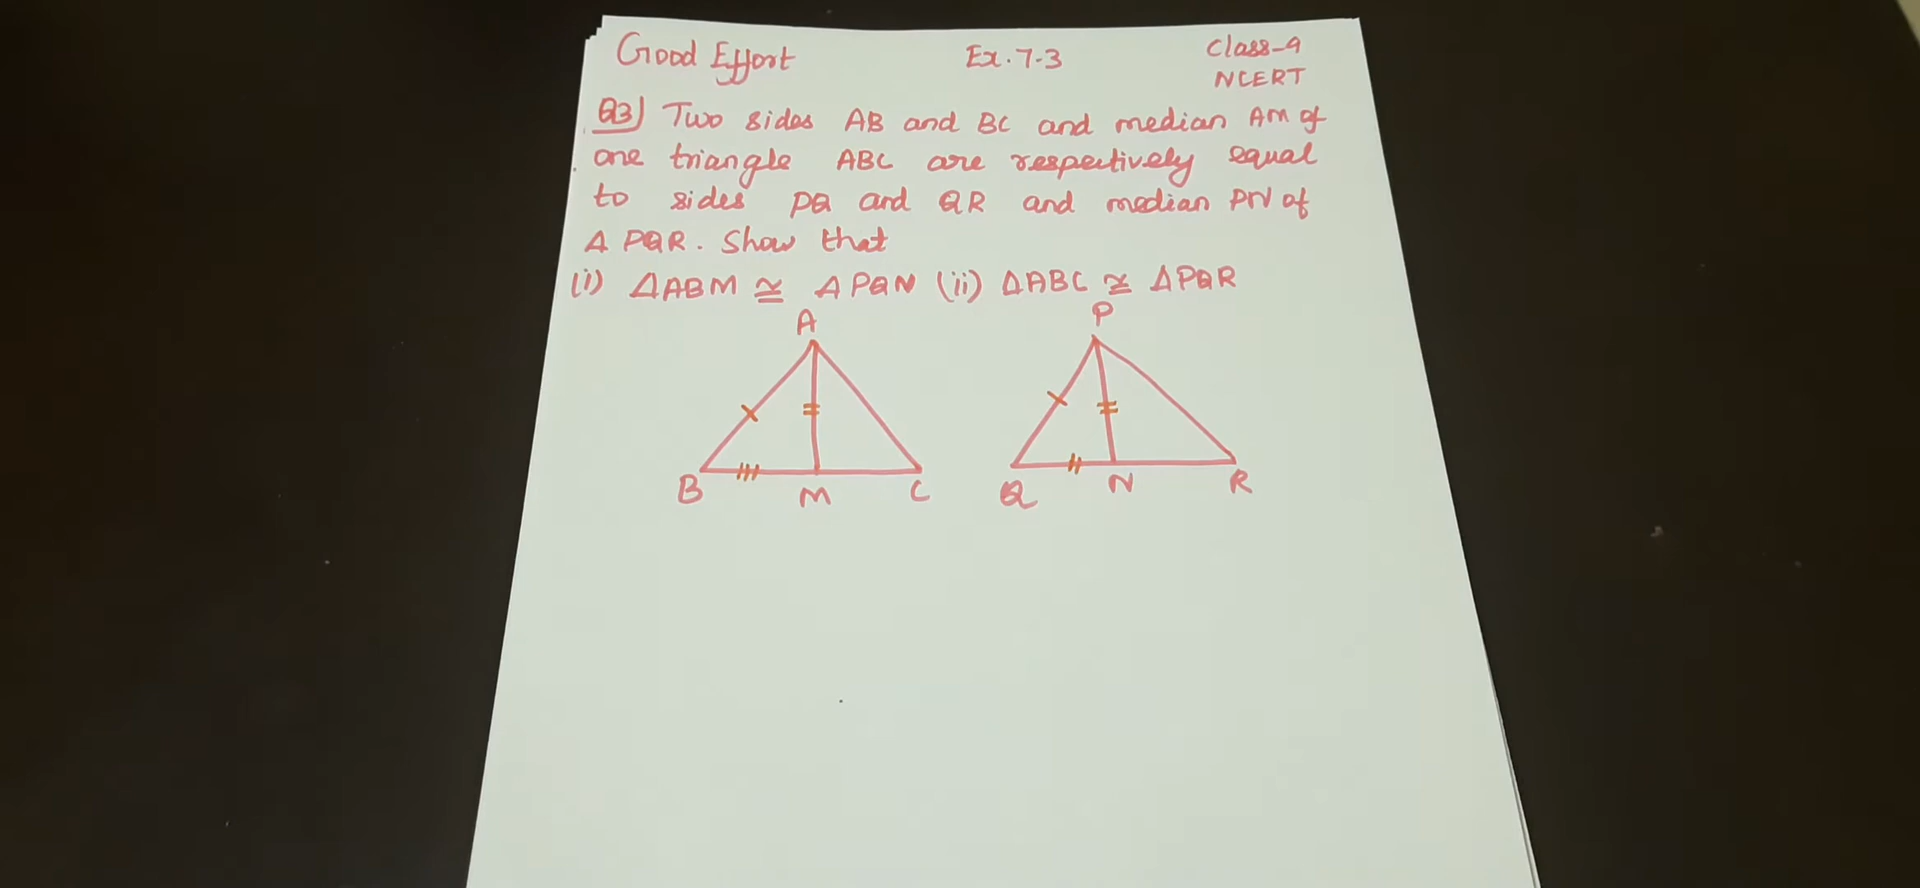 Good Effort Ex. 7.3 Class-9
NCERT
Q3) Two sides AB and BC and median AM of
one triangle ABC are respectively equal
to sides PQ and QR and median PN of
Δ PQR. Show that
(i) ΔABM ≅ ΔPQN (ii) ΔABC ≅ ΔPQR
A P
B M C Q N R